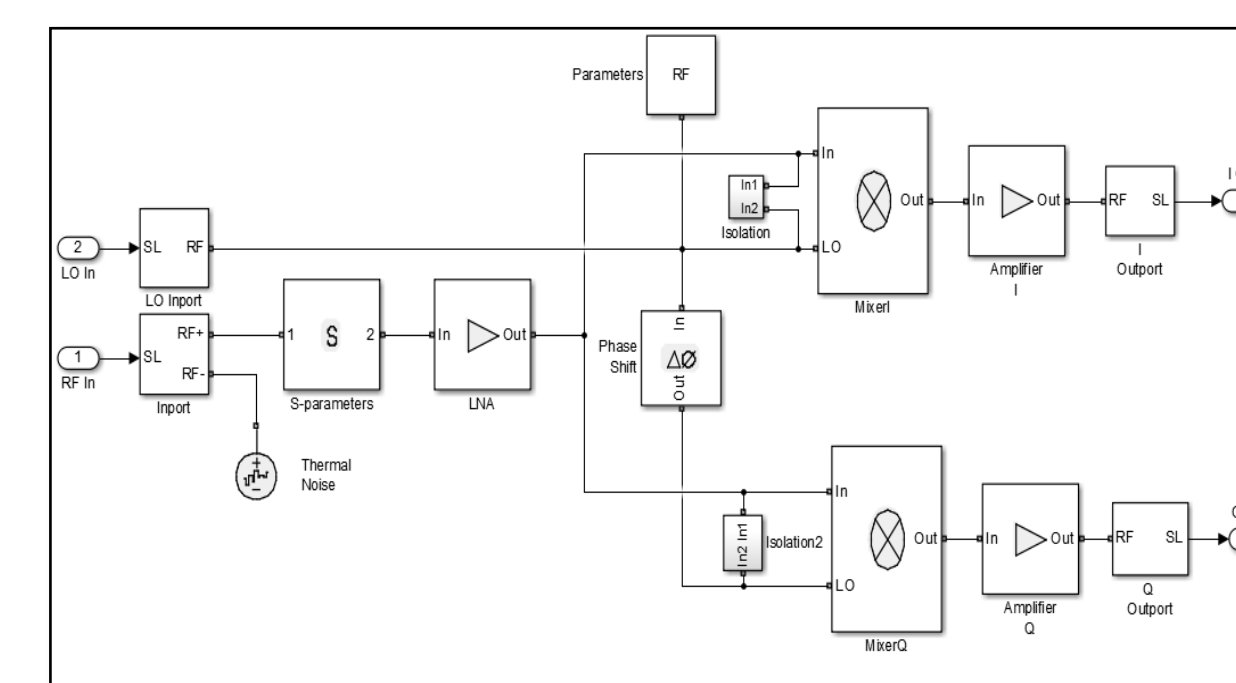 Parameters
RF
In
In1
In2
Isolation
LO
Out
MixerI
In
Out
Amplifier
I
RF
SL
I
Outport
I
2
LO In
SL
RF
LO Inport
1
RF In
SL
RF+
RF-
Inport
1
S
2
S-parameters
In
Out
LNA
Phase
Shift
In
ΔØ
Out
+
−
Thermal
Noise
In
In2 In1
Isolation2
LO
Out
MixerQ
In
Out
Amplifier
Q
RF
SL
Q
Outport